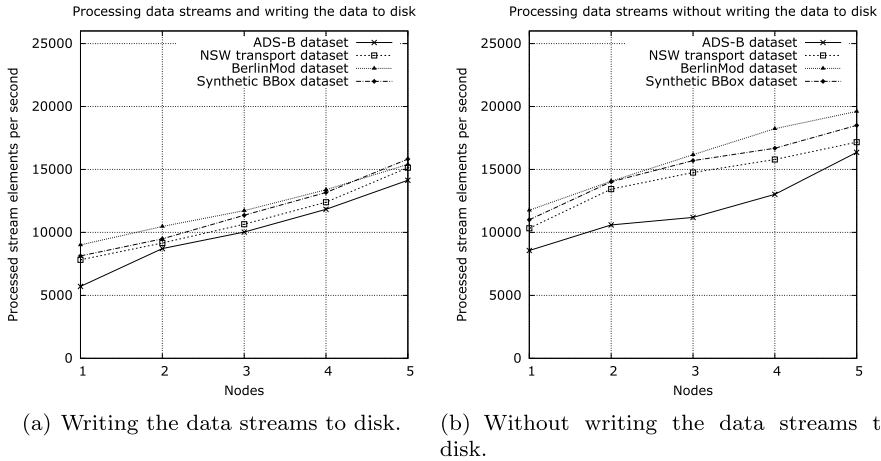 Processing data streams and writing the data to disk
25000
20000
15000
10000
5000
0
Processed stream elements per second
ADS-B dataset
NSW transport dataset
BerlinMod dataset
Synthetic BBox dataset
1 2 3 4 5
Nodes
(a) Writing the data streams to disk.
Processing data streams without writing the data to disk
25000
20000
15000
10000
5000
0
Processed stream elements per second
ADS-B dataset
NSW transport dataset
BerlinMod dataset
Synthetic BBox dataset
1 2 3 4 5
Nodes
(b) Without writing the data streams t
disk.